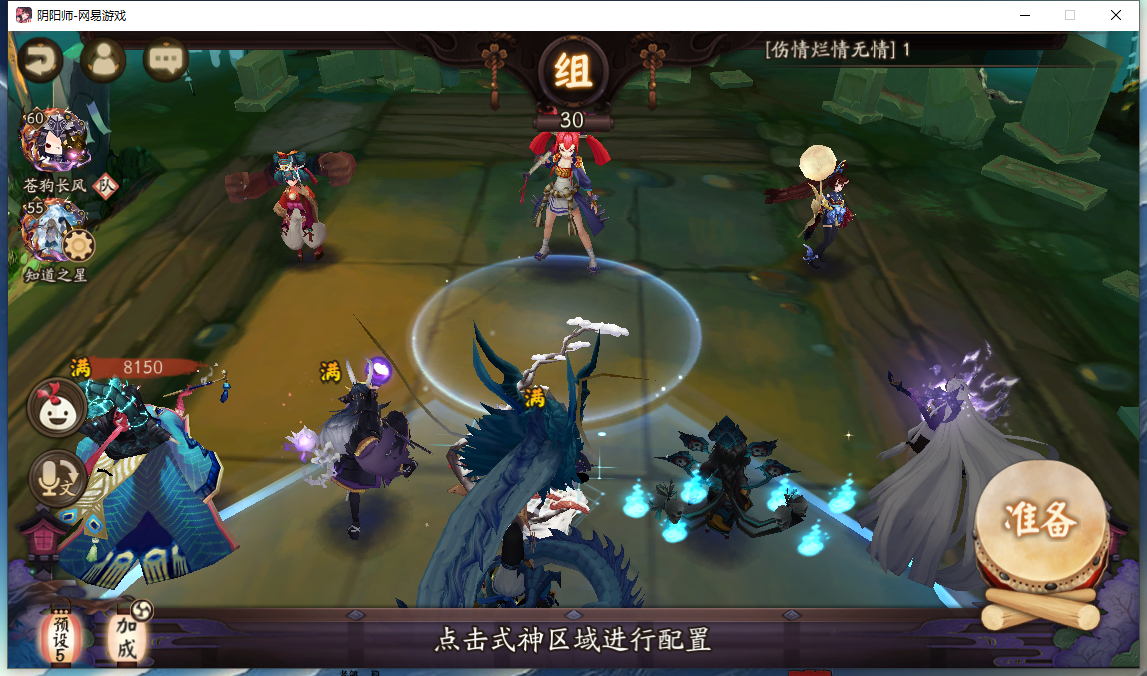 阴阳师-网易游戏
[伤情烂情无情] 1
组
30
60
苍狗长风
队
55
知道之星
满
8150
满
满
文
准备
预设5
加成
点击式神区域进行配置